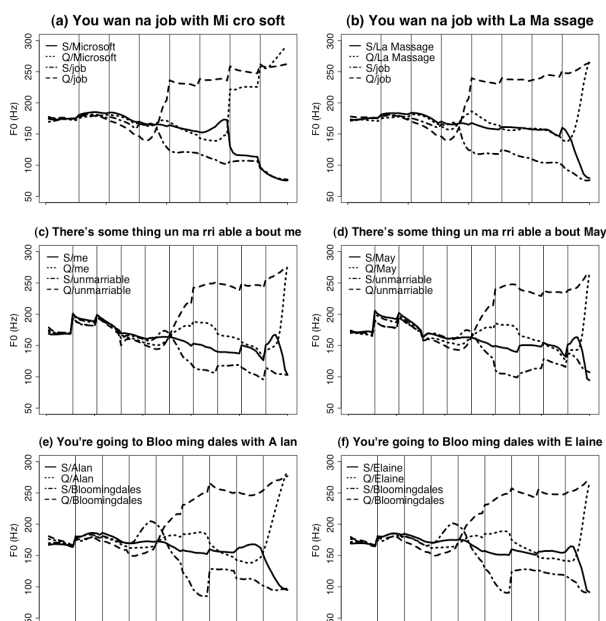 (a) You wan na job with Mi cro soft
F0 (Hz)
50 100 150 200 250 300
S/Microsoft
Q/Microsoft
S/job
Q/job
(b) You wan na job with La Ma ssage
F0 (Hz)
50 100 150 200 250 300
S/La Massage
Q/La Massage
S/job
Q/job
(c) There's some thing un ma rri able a bout me
F0 (Hz)
50 100 150 200 250 300
S/me
Q/me
S/unmarriable
Q/unmarriable
(d) There's some thing un ma rri able a bout May
F0 (Hz)
50 100 150 200 250 300
S/May
Q/May
S/unmarriable
Q/unmarriable
(e) You're going to Bloo ming dales with A lan
F0 (Hz)
50 100 150 200 250 300
S/Alan
Q/Alan
S/Bloomingdales
Q/Bloomingdales
(f) You're going to Bloo ming dales with E laine
F0 (Hz)
50 100 150 200 250 300
S/Elaine
Q/Elaine
S/Bloomingdales
Q/Bloomingdales